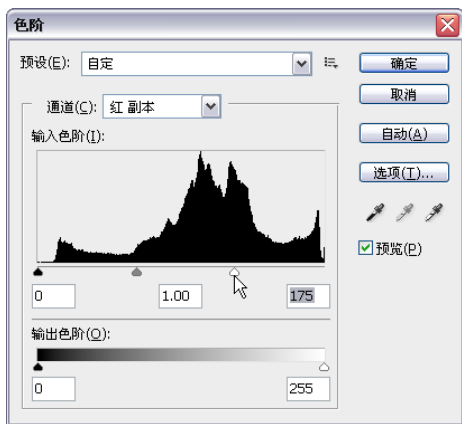 色阶
预设(E): 自定
确定
取消
通道(C): 红 副本
输入色阶(I):
自动(A)
选项(T)...
预览(P)
0 1.00 175
输出色阶(O):
0 255